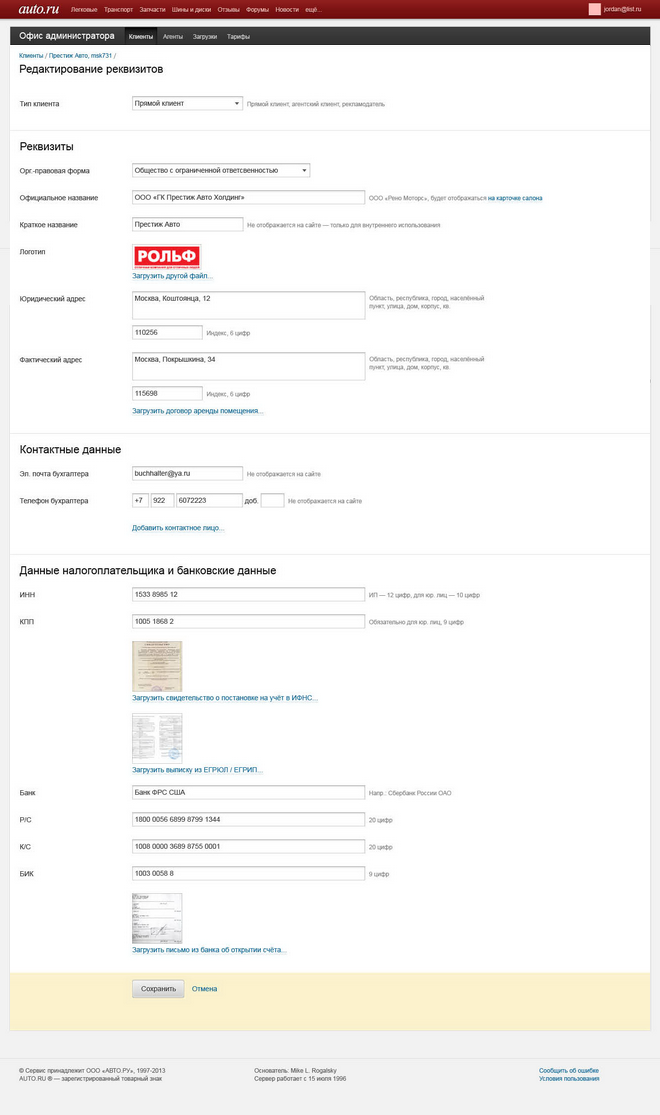 auto.ru Легковые Транспорт Запчасти Шины и диски Отзывы Форумы Новости ещё... jordan@list.ru
Офис администратора Клиенты Агенты Загрузки Тарифы
Клиенты / Престиж Авто, msk731 /
Редактирование реквизитов
Тип клиента Прямой клиент Прямой клиент, агентский клиент, рекламодатель
Реквизиты
Орг.-правовая форма Общество с ограниченной ответсвенностью
Официальное название ООО «ГК Престиж Авто Холдинг» ООО «Рено Моторс», будет отображаться на карточке салона
Краткое название Престиж Авто Не отображается на сайте — только для внутреннего использования
Логотип РОЛЬФ
Загрузить другой файл...
Юридический адрес Москва, Коштоянца, 12 Область, республика, город, населённый
пункт, улица, дом, корпус, кв.
110256 Индекс, 6 цифр
Фактический адрес Москва, Покрышкина, 34 Область, республика, город, населённый
пункт, улица, дом, корпус, кв.
115698 Индекс, 6 цифр
Загрузить договор аренды помещения...
Контактные данные
Эл. почта бухгалтера buchhalter@ya.ru Не отображается на сайте
Телефон бухралтера +7 922 6072223 доб. Не отображается на сайте
Добавить контактное лицо...
Данные налогоплательщика и банковские данные
ИНН 1533 8985 12 ИП — 12 цифр, для юр. лиц — 10 цифр
КПП 1005 1868 2 Обязательно для юр. лиц, 9 цифр
Загрузить свидетельство о постановке на учёт в ИФНС...
Загрузить выписку из ЕГРЮЛ / ЕГРИП...
Банк Банк ФРС США Напр.: Сбербанк России ОАО
Р/С 1800 0056 6899 8799 1344 20 цифр
К/С 1008 0000 3689 8755 0001 20 цифр
БИК 1003 0058 8 9 цифр
Загрузить письмо из банка об открытии счёта...
Сохранить Отмена
© Сервис принадлежит ООО «АВТО.РУ», 1997-2013 Основатель: Mike L. Rogalsky Сообщить об ошибке
AUTO.RU ® — зарегистрированный товарный знак Сервер работает с 15 июля 1996 Условия пользования